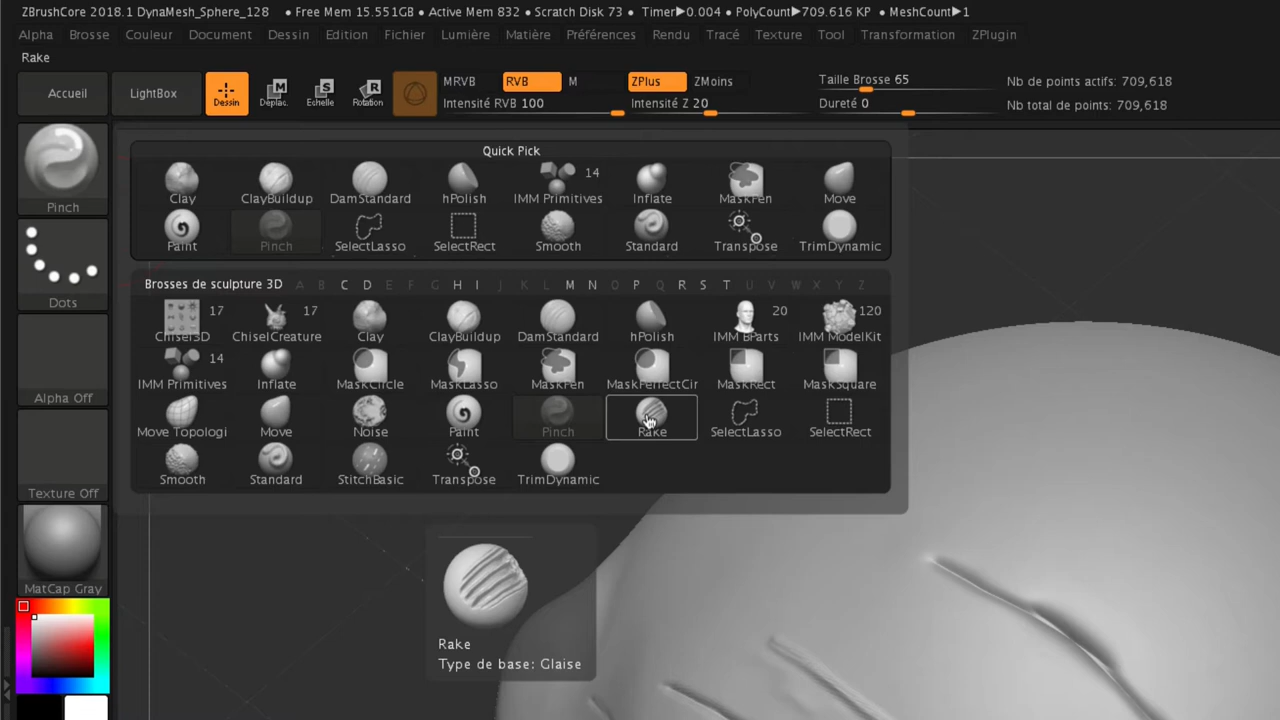 ZBrushCore 2018.1 DynaMesh_Sphere_128 • Free Mem 15.551GB • Active Mem 832 • Scratch Disk 73 • Timer▶0.004 • PolyCount▶709.616 KP • MeshCount▶1
Alpha Brosse Couleur Document Dessin Edition Fichier Lumière Matière Préférences Rendu Tracé Texture Tool Transformation ZPlugin
Rake
Accueil LightBox Dessin Déplac. Echelle Rotation MRVB RVB M ZPlus ZMoins Taille Brosse 65 Nb de points actifs: 709,618
Intensité RVB 100 Intensité Z 20 Dureté 0 Nb total de points: 709,618
Quick Pick
14
Clay ClayBuildup DamStandard hPolish IMM Primitives Inflate MaskPen Move
Paint Pinch SelectLasso SelectRect Smooth Standard Transpose TrimDynamic
Pinch
Brosses de sculpture 3D A B C D E F G H I J K L M N O P Q R S T U V W X Y Z
17 17 20 120
Chisel3D ChiselCreature Clay ClayBuildup DamStandard hPolish IMM BParts IMM ModelKit
Dots
14
IMM Primitives Inflate MaskCircle MaskLasso MaskPen MaskPerfectCir MaskRect MaskSquare
Alpha Off
Move Topologi Move Noise Paint Pinch Rake SelectLasso SelectRect
Smooth Standard StitchBasic Transpose TrimDynamic
Texture Off
MatCap Gray
Rake
Type de base: Glaise